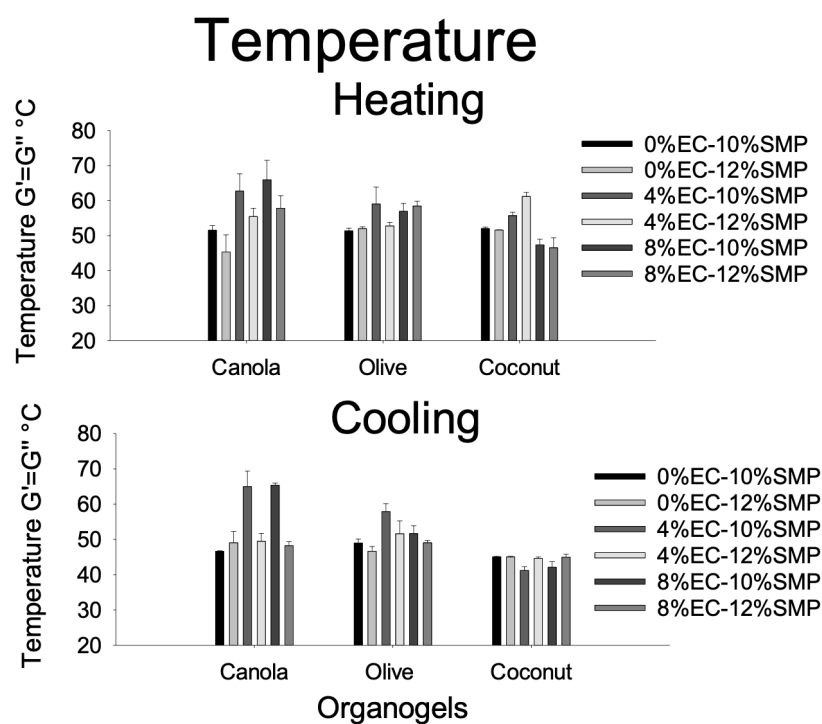 Temperature
Heating
Temperature G'=G" °C
80
70
60
50
40
30
20
Canola Olive Coconut
0%EC-10%SMP
0%EC-12%SMP
4%EC-10%SMP
4%EC-12%SMP
8%EC-10%SMP
8%EC-12%SMP
Cooling
Temperature G'=G" °C
80
70
60
50
40
30
20
Canola Olive Coconut
0%EC-10%SMP
0%EC-12%SMP
4%EC-10%SMP
4%EC-12%SMP
8%EC-10%SMP
8%EC-12%SMP
Organogels